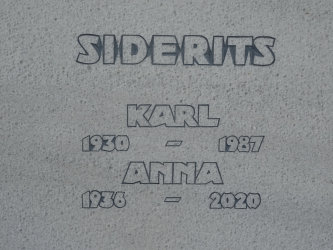 SIDERITS
KARL
1930 - 1987
ANNA
1936 - 2020